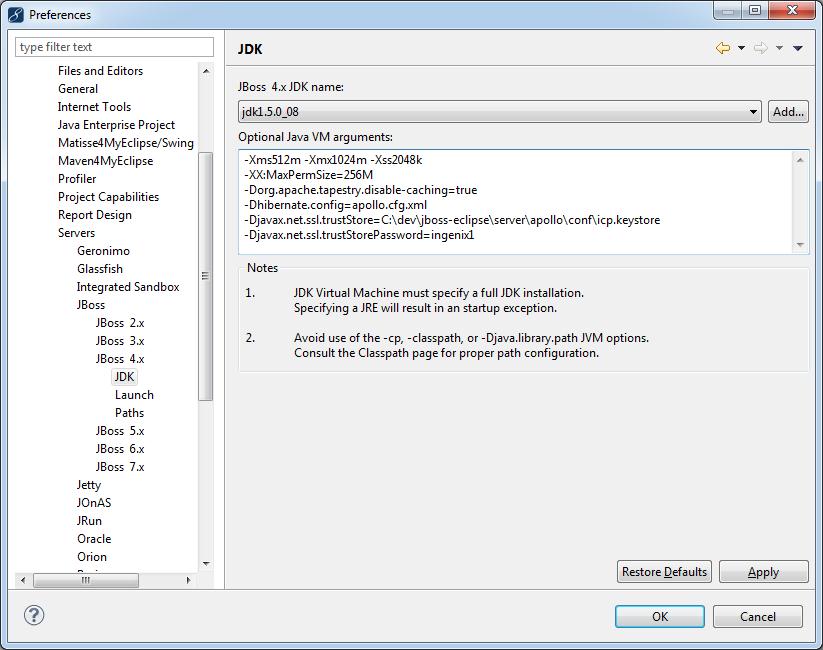 Preferences
type filter text
Files and Editors
General
Internet Tools
Java Enterprise Project
Matisse4MyEclipse/Swing
Maven4MyEclipse
Profiler
Project Capabilities
Report Design
Servers
Geronimo
Glassfish
Integrated Sandbox
JBoss
JBoss 2.x
JBoss 3.x
JBoss 4.x
JDK
Launch
Paths
JBoss 5.x
JBoss 6.x
JBoss 7.x
Jetty
JOnAS
JRun
Oracle
Orion
JDK
JBoss 4.x JDK name:
jdk1.5.0_08
Add...
Optional Java VM arguments:
-Xms512m -Xmx1024m -Xss2048k
-XX:MaxPermSize=256M
-Dorg.apache.tapestry.disable-caching=true
-Dhibernate.config=apollo.cfg.xml
-Djavax.net.ssl.trustStore=C:\dev\jboss-eclipse\server\apollo\conf\icp.keystore
-Djavax.net.ssl.trustStorePassword=ingenix1
Notes
1. JDK Virtual Machine must specify a full JDK installation.
Specifying a JRE will result in an startup exception.
2. Avoid use of the -cp, -classpath, or -Djava.library.path JVM options.
Consult the Classpath page for proper path configuration.
Restore Defaults
Apply
OK
Cancel